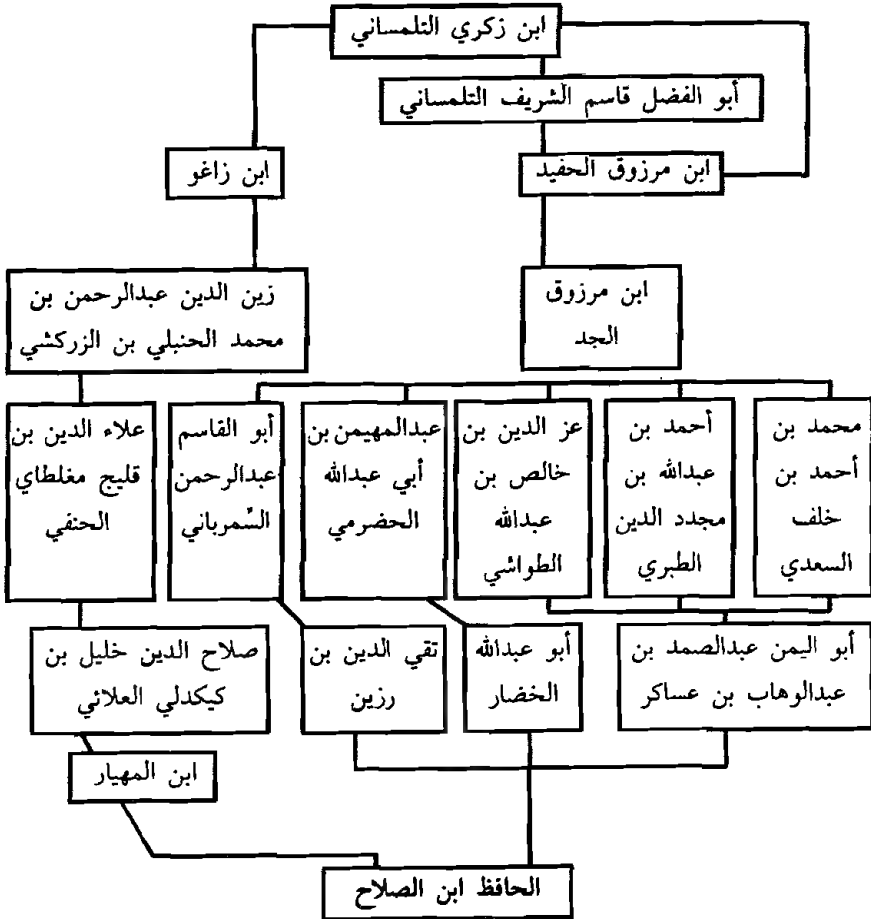 ابن زكري التلمساني
أبو الفضل قاسم الشريف التلمساني
ابن مرزوق الحفيد
ابن زاغو
ابن مرزوق
الجد
زين الدين عبدالرحمن بن
محمد الحنبلي بن الزركشي
محمد بن
أحمد بن
خلف
السعدي
أحمد بن
عبدالله بن
مجدد الدين
الطبري
عز الدين بن
خالص بن
عبدالله
الطواشي
عبدالمهيمن بن
أبي عبدالله
الحضرمي
أبو القاسم
عبدالرحمن
السّمرباني
علاء الدين بن
قليج مغلطاي
الحنفي
أبو اليمن عبدالصمد بن
عبدالوهاب بن عساكر
أبو عبدالله
الخضار
تقي الدين بن
رزين
صلاح الدين خليل بن
كيكدلي العلائي
ابن المهيار
الحافظ ابن الصلاح